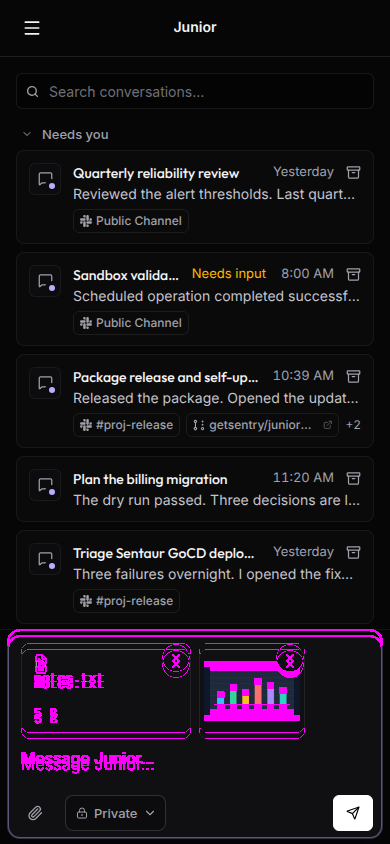 Junior
Search conversations...
Needs you
Quarterly reliability review Yesterday
Reviewed the alert thresholds. Last quart...
Public Channel
Sandbox valida... Needs input 8:00 AM
Scheduled operation completed successf...
Public Channel
Package release and self-up... 10:39 AM
Released the package. Opened the updat...
#proj-release getsentry/junior... +2
Plan the billing migration 11:20 AM
The dry run passed. Three decisions are l...
Triage Sentaur GoCD deplo... Yesterday
Three failures overnight. I opened the fix...
#proj-release
Message Junior...
Private